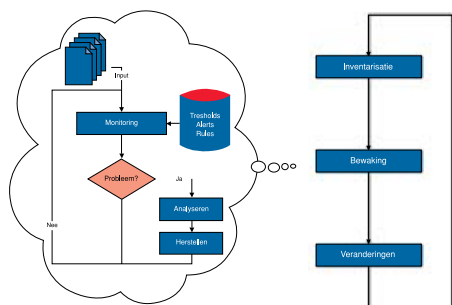 Input
Monitoring
Tresholds
Alerts
Rules
Probleem?
Ja
Nee
Analyseren
Herstellen
Inventarisatie
Bewaking
Veranderingen